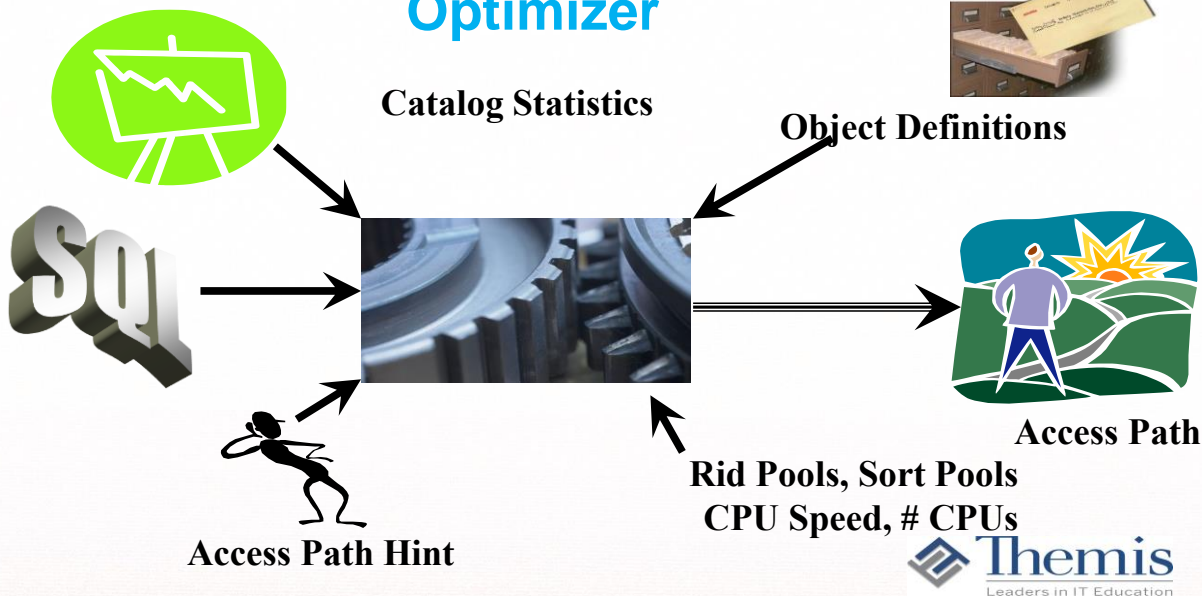 Optimizer
Catalog Statistics
Object Definitions
SQL
Access Path
Rid Pools, Sort Pools
CPU Speed, # CPUs
Access Path Hint
Themis
Leaders in IT Education